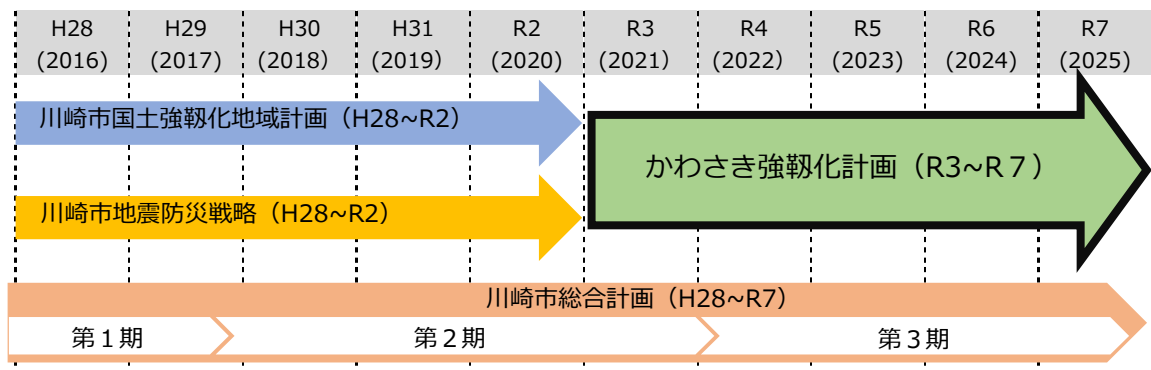 H28 H29 H30 H31 R2 R3 R4 R5 R6 R7
(2016) (2017) (2018) (2019) (2020) (2021) (2022) (2023) (2024) (2025)
川崎市国土強靱化地域計画（H28~R2）
かわさき強靱化計画（R3~R７）
川崎市地震防災戦略（H28~R2）
川崎市総合計画（H28~R7）
第１期 第２期 第３期